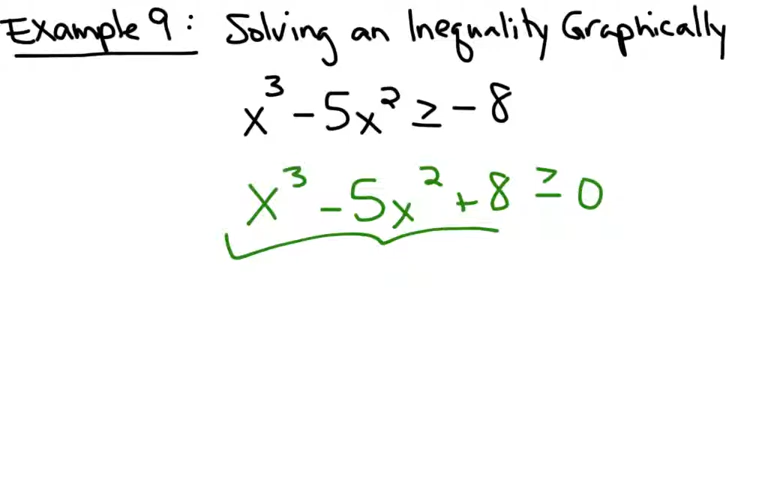 Example 9: Solving an Inequality Graphically
x³ - 5x² ≥ -8
x³ - 5x² + 8 ≥ 0